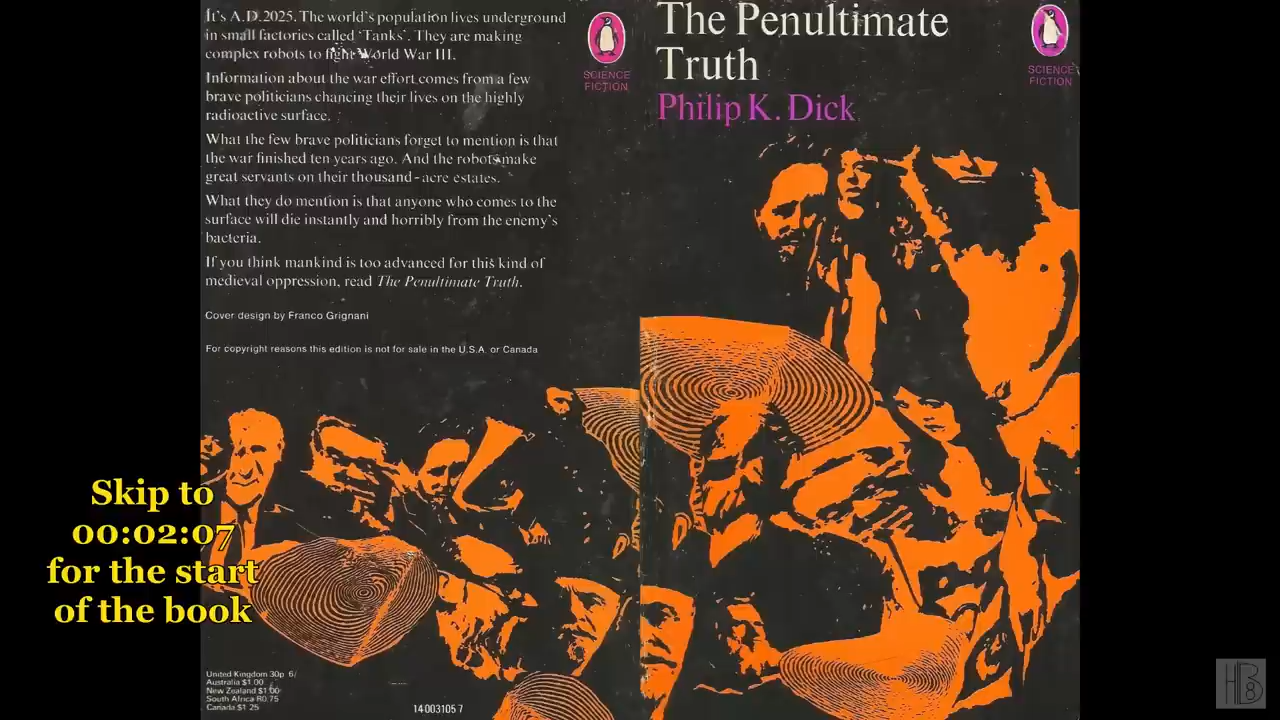 It's A.D.2025. The world's population lives underground
in small factories called 'Tanks'. They are making
complex robots to fight World War III.
Information about the war effort comes from a few
brave politicians chancing their lives on the highly
radioactive surface.
What the few brave politicians forget to mention is that
the war finished ten years ago. And the robots make
great servants on their thousand-acre estates.
What they do mention is that anyone who comes to the
surface will die instantly and horribly from the enemy's
bacteria.
If you think mankind is too advanced for this kind of
medieval oppression, read The Penultimate Truth.
Cover design by Franco Grignani
For copyright reasons this edition is not for sale in the U.S.A. or Canada
SCIENCE
FICTION
The Penultimate
Truth
Philip K. Dick
SCIENCE
FICTION
Skip to
00:02:07
for the start
of the book
United Kingdom 30p 6/
Australia $1.00
New Zealand $1.00
South Africa R0.75
Canada $1.25
14 003105 7
HB8